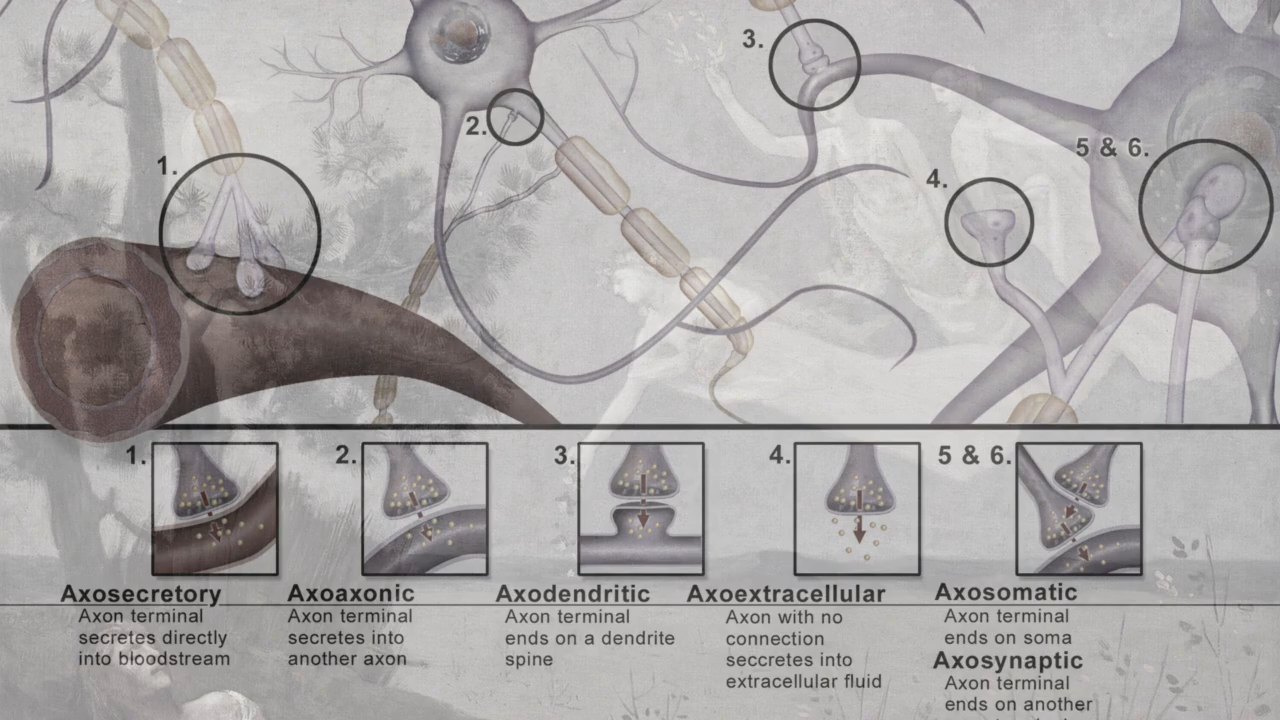 3.
2.
5 & 6.
1.
4.
1.
2.
3.
4.
5 & 6.
Axosecretory
Axon terminal
secretes directly
into bloodstream
Axoaxonic
Axon terminal
secretes into
another axon
Axodendritic
Axon terminal
ends on a dendrite
spine
Axoextracellular
Axon with no
connection
seccretes into
extracellular fluid
Axosomatic
Axon terminal
ends on soma
Axosynaptic
Axon terminal
ends on another